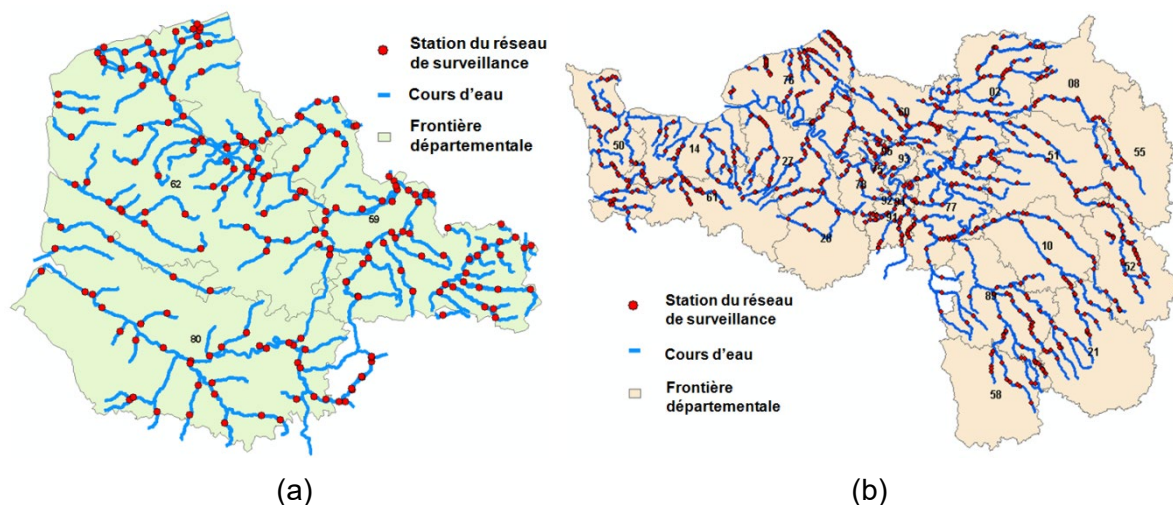 Station du réseau
de surveillance
Cours d’eau
Frontière
départementale
62
59
80
(a)
76
02
08
60
50
14
27
95
93
51
55
78
92
91
61
77
28
10
52
89
21
58
Station du réseau
de surveillance
Cours d’eau
Frontière
départementale
(b)